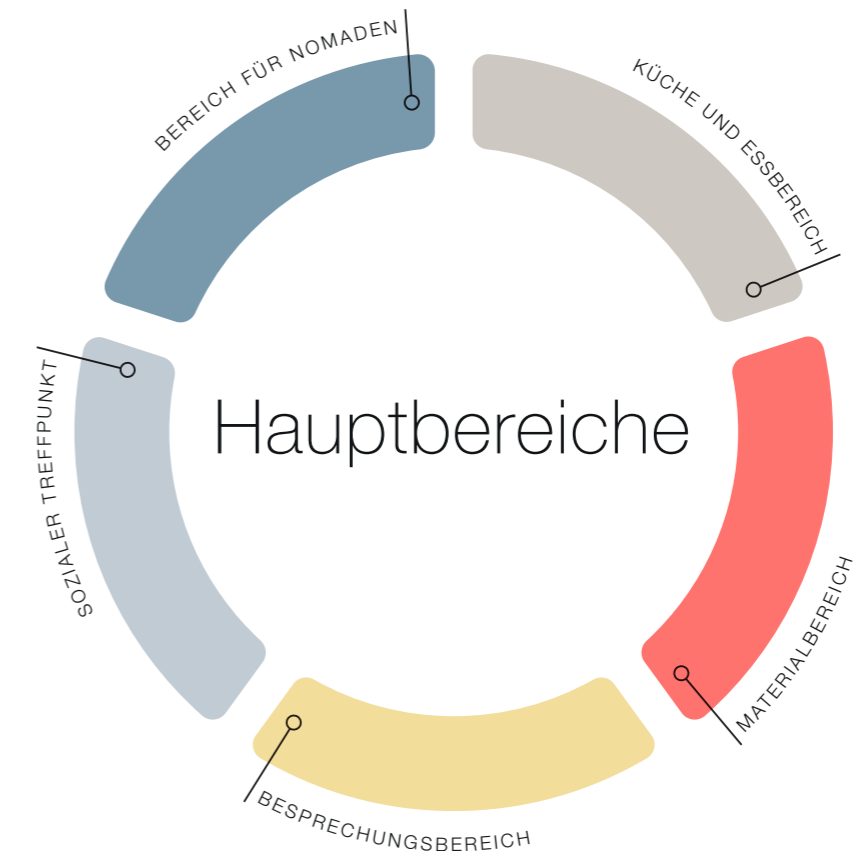 BEREICH FÜR NOMADEN
KÜCHE UND ESSBEREICH
Hauptbereiche
SOZIALER TREFFPUNKT
MATERIALBEREICH
BESPRECHUNGSBEREICH